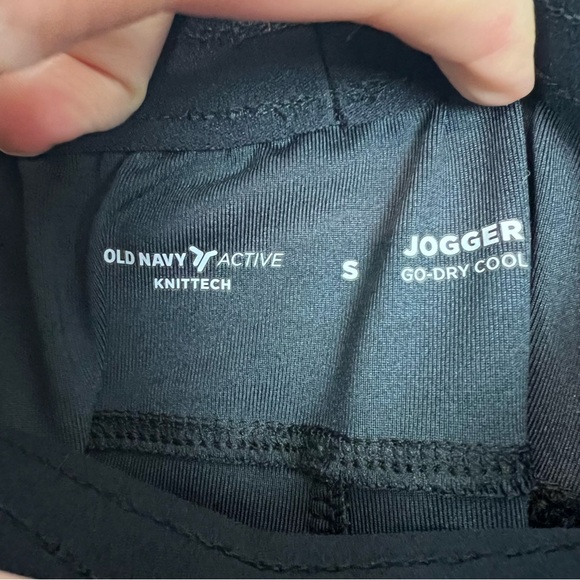 OLD NAVY ACTIVE
KNITTECH
S
JOGGER
GO-DRY COOL